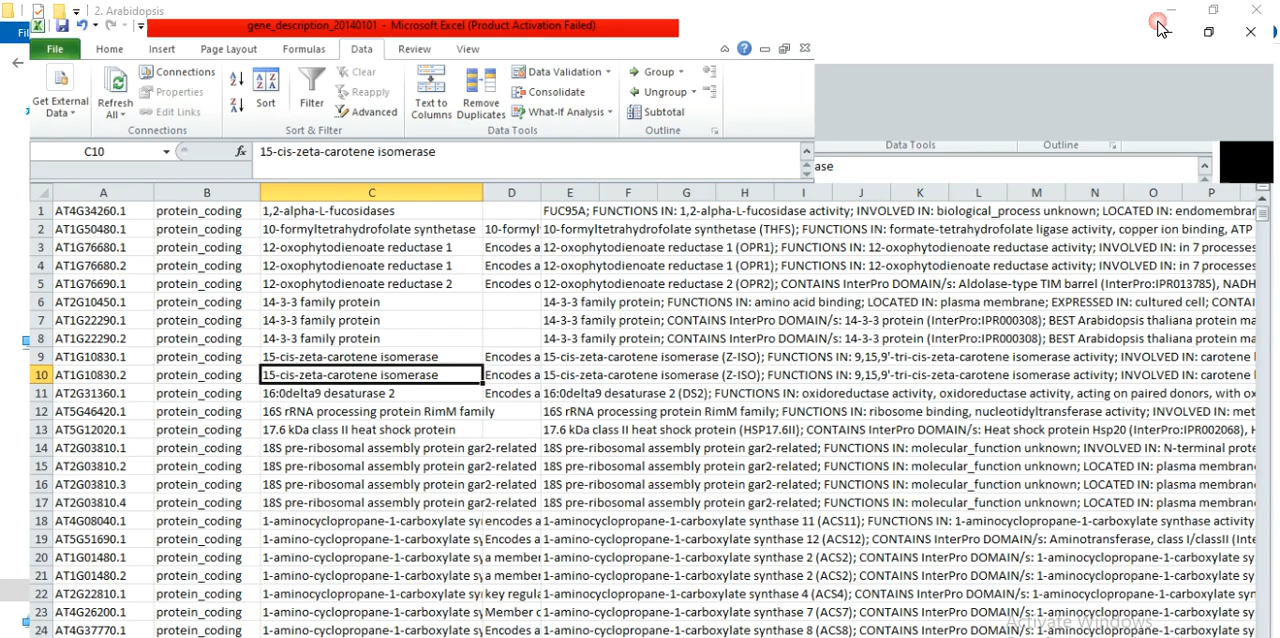 2. Arabidopsis
gene_description_20140101 - Microsoft Excel (Product Activation Failed)
File Home Insert Page Layout Formulas Data Review View
Get External Data
Refresh All
Connections
Properties
Edit Links
Connections
Sort
Filter
Clear
Reapply
Advanced
Sort & Filter
Text to Columns
Remove Duplicates
Data Validation
Consolidate
What-If Analysis
Data Tools
Group
Ungroup
Subtotal
Outline
Data Tools Outline
C10 fx 15-cis-zeta-carotene isomerase
ase
A B C D E F G H I J K L M N O P
1 AT4G34260.1 protein_coding 1,2-alpha-L-fucosidases FUC95A; FUNCTIONS IN: 1,2-alpha-L-fucosidase activity; INVOLVED IN: biological_process unknown; LOCATED IN: endomembra
2 AT1G50480.1 protein_coding 10-formyltetrahydrofolate synthetase 10-formyl 10-formyltetrahydrofolate synthetase (THFS); FUNCTIONS IN: formate-tetrahydrofolate ligase activity, copper ion binding, ATP
3 AT1G76680.1 protein_coding 12-oxophytodienoate reductase 1 Encodes a 12-oxophytodienoate reductase 1 (OPR1); FUNCTIONS IN: 12-oxophytodienoate reductase activity; INVOLVED IN: in 7 processes
4 AT1G76680.2 protein_coding 12-oxophytodienoate reductase 1 Encodes a 12-oxophytodienoate reductase 1 (OPR1); FUNCTIONS IN: 12-oxophytodienoate reductase activity; INVOLVED IN: in 7 processes
5 AT1G76690.1 protein_coding 12-oxophytodienoate reductase 2 Encodes o 12-oxophytodienoate reductase 2 (OPR2); CONTAINS InterPro DOMAIN/s: Aldolase-type TIM barrel (InterPro:IPR013785), NADH
6 AT2G10450.1 protein_coding 14-3-3 family protein 14-3-3 family protein; FUNCTIONS IN: amino acid binding; LOCATED IN: plasma membrane; EXPRESSED IN: cultured cell; CONTAI
7 AT1G22290.1 protein_coding 14-3-3 family protein 14-3-3 family protein; CONTAINS InterPro DOMAIN/s: 14-3-3 protein (InterPro:IPR000308); BEST Arabidopsis thaliana protein ma
8 AT1G22290.2 protein_coding 14-3-3 family protein 14-3-3 family protein; CONTAINS InterPro DOMAIN/s: 14-3-3 protein (InterPro:IPR000308); BEST Arabidopsis thaliana protein ma
9 AT1G10830.1 protein_coding 15-cis-zeta-carotene isomerase Encodes a 15-cis-zeta-carotene isomerase (Z-ISO); FUNCTIONS IN: 9,15,9'-tri-cis-zeta-carotene isomerase activity; INVOLVED IN: carotene
10 AT1G10830.2 protein_coding 15-cis-zeta-carotene isomerase Encodes a 15-cis-zeta-carotene isomerase (Z-ISO); FUNCTIONS IN: 9,15,9'-tri-cis-zeta-carotene isomerase activity; INVOLVED IN: carotene
11 AT2G31360.1 protein_coding 16:0delta9 desaturase 2 Encodes a 16:0delta9 desaturase 2 (DS2); FUNCTIONS IN: oxidoreductase activity, oxidoreductase activity, acting on paired donors, with ox
12 AT5G46420.1 protein_coding 16S rRNA processing protein RimM family 16S rRNA processing protein RimM family; FUNCTIONS IN: ribosome binding, nucleotidyltransferase activity; INVOLVED IN: met
13 AT5G12020.1 protein_coding 17.6 kDa class II heat shock protein 17.6 kDa class II heat shock protein (HSP17.6II); CONTAINS InterPro DOMAIN/s: Heat shock protein Hsp20 (InterPro:IPR002068), H
14 AT2G03810.1 protein_coding 18S pre-ribosomal assembly protein gar2-related 18S pre-ribosomal assembly protein gar2-related; FUNCTIONS IN: molecular_function unknown; INVOLVED IN: N-terminal protei
15 AT2G03810.2 protein_coding 18S pre-ribosomal assembly protein gar2-related 18S pre-ribosomal assembly protein gar2-related; FUNCTIONS IN: molecular_function unknown; LOCATED IN: plasma membrane
16 AT2G03810.3 protein_coding 18S pre-ribosomal assembly protein gar2-related 18S pre-ribosomal assembly protein gar2-related; FUNCTIONS IN: molecular_function unknown; LOCATED IN: plasma membrane
17 AT2G03810.4 protein_coding 18S pre-ribosomal assembly protein gar2-related 18S pre-ribosomal assembly protein gar2-related; FUNCTIONS IN: molecular_function unknown; LOCATED IN: plasma membrane
18 AT4G08040.1 protein_coding 1-aminocyclopropane-1-carboxylate sy encodes a 1-aminocyclopropane-1-carboxylate synthase 11 (ACS11); FUNCTIONS IN: 1-aminocyclopropane-1-carboxylate synthase activity
19 AT5G51690.1 protein_coding 1-amino-cyclopropane-1-carboxylate sy Encodes a 1-amino-cyclopropane-1-carboxylate synthase 12 (ACS12); CONTAINS InterPro DOMAIN/s: Aminotransferase, class I/classII (Inte
20 AT1G01480.1 protein_coding 1-amino-cyclopropane-1-carboxylate sy a member 1-amino-cyclopropane-1-carboxylate synthase 2 (ACS2); CONTAINS InterPro DOMAIN/s: 1-aminocyclopropane-1-carboxylate sy
21 AT1G01480.2 protein_coding 1-amino-cyclopropane-1-carboxylate sy a member 1-amino-cyclopropane-1-carboxylate synthase 2 (ACS2); CONTAINS InterPro DOMAIN/s: 1-aminocyclopropane-1-carboxylate sy
22 AT2G22810.1 protein_coding 1-aminocyclopropane-1-carboxylate sy key regula 1-aminocyclopropane-1-carboxylate synthase 4 (ACS4); CONTAINS InterPro DOMAIN/s: 1-aminocyclopropane-1-carboxylate syn
23 AT4G26200.1 protein_coding 1-amino-cyclopropane-1-carboxylate sy Member o 1-amino-cyclopropane-1-carboxylate synthase 7 (ACS7); CONTAINS InterPro DOMAIN/s: 1-aminocyclopropane-1-carboxylate sy
24 AT4G37770.1 protein_coding 1-amino-cyclopropane-1-carboxylate sy Encodes a 1-amino-cyclopropane-1-carboxylate synthase 8 (ACS8); CONTAINS InterPro DOMAIN/s: 1-aminocyclopropane-1-carboxylate sy
Activate Windows